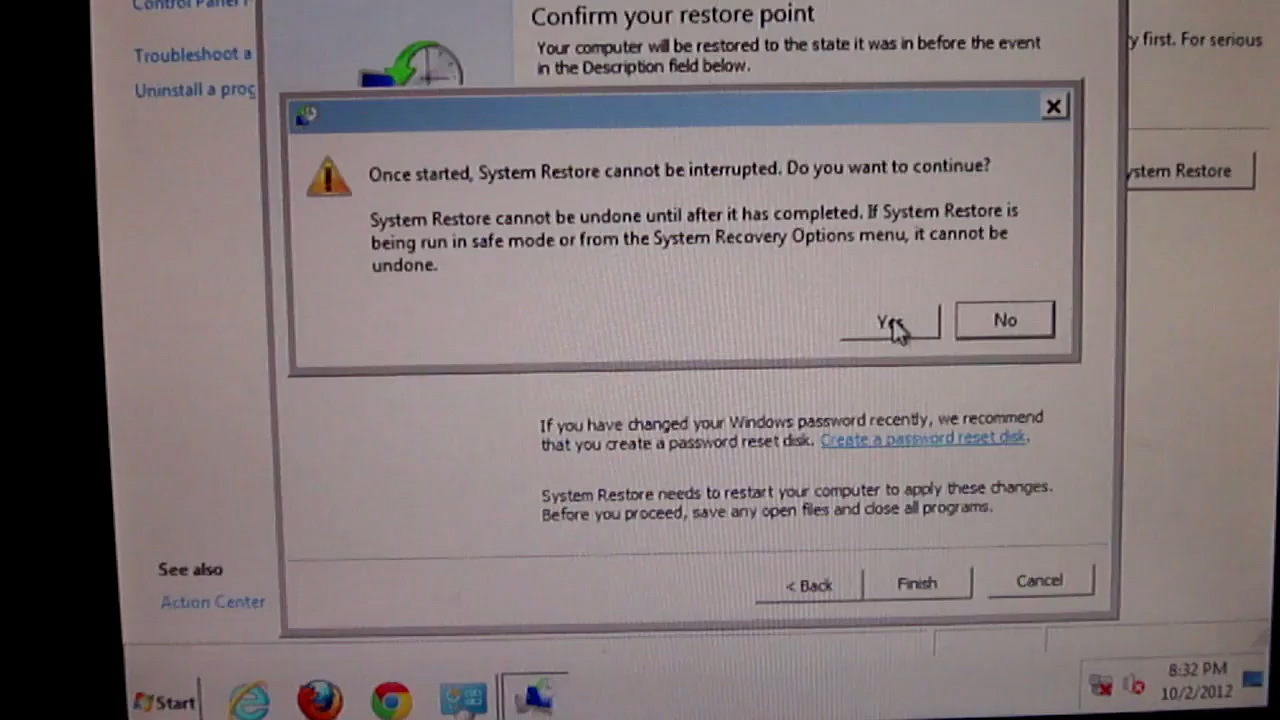 Control Panel
Confirm your restore point
Your computer will be restored to the state it was in before the event
in the Description field below.
Troubleshoot a
Uninstall a prog
y first. For serious
ystem Restore
Once started, System Restore cannot be interrupted. Do you want to continue?
System Restore cannot be undone until after it has completed. If System Restore is
being run in safe mode or from the System Recovery Options menu, it cannot be
undone.
Yes
No
If you have changed your Windows password recently, we recommend
that you create a password reset disk. Create a password reset disk.
System Restore needs to restart your computer to apply these changes.
Before you proceed, save any open files and close all programs.
< Back
Finish
Cancel
See also
Action Center
Start
8:32 PM
10/2/2012